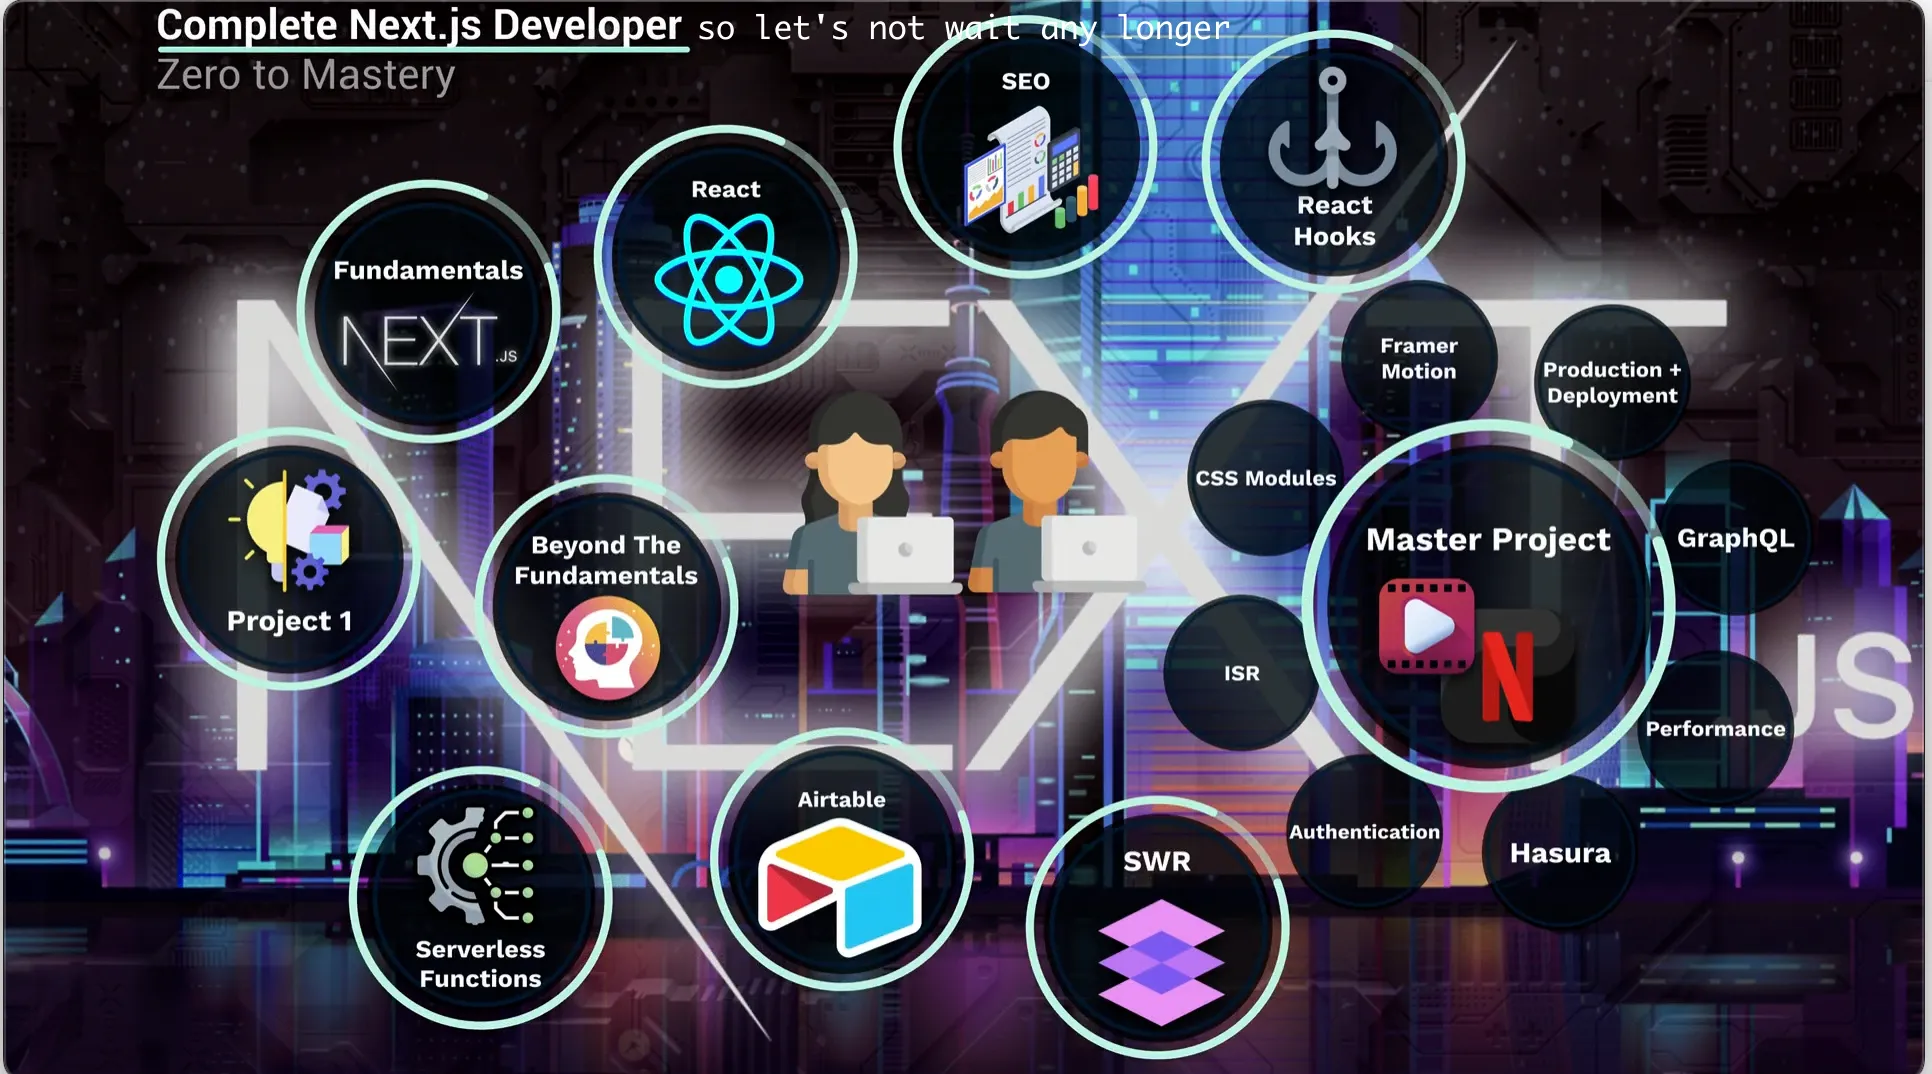 Complete Next.js Developer so let's not wait any longer
Zero to Mastery
SEO
React
Hooks
React
Fundamentals
NEXT.JS
Framer
Motion
Production +
Deployment
CSS Modules
Master Project
GraphQL
Beyond The
Fundamentals
Project 1
ISR
N
Performance
JS
Airtable
Authentication
Hasura
SWR
Serverless
Functions
NEXT